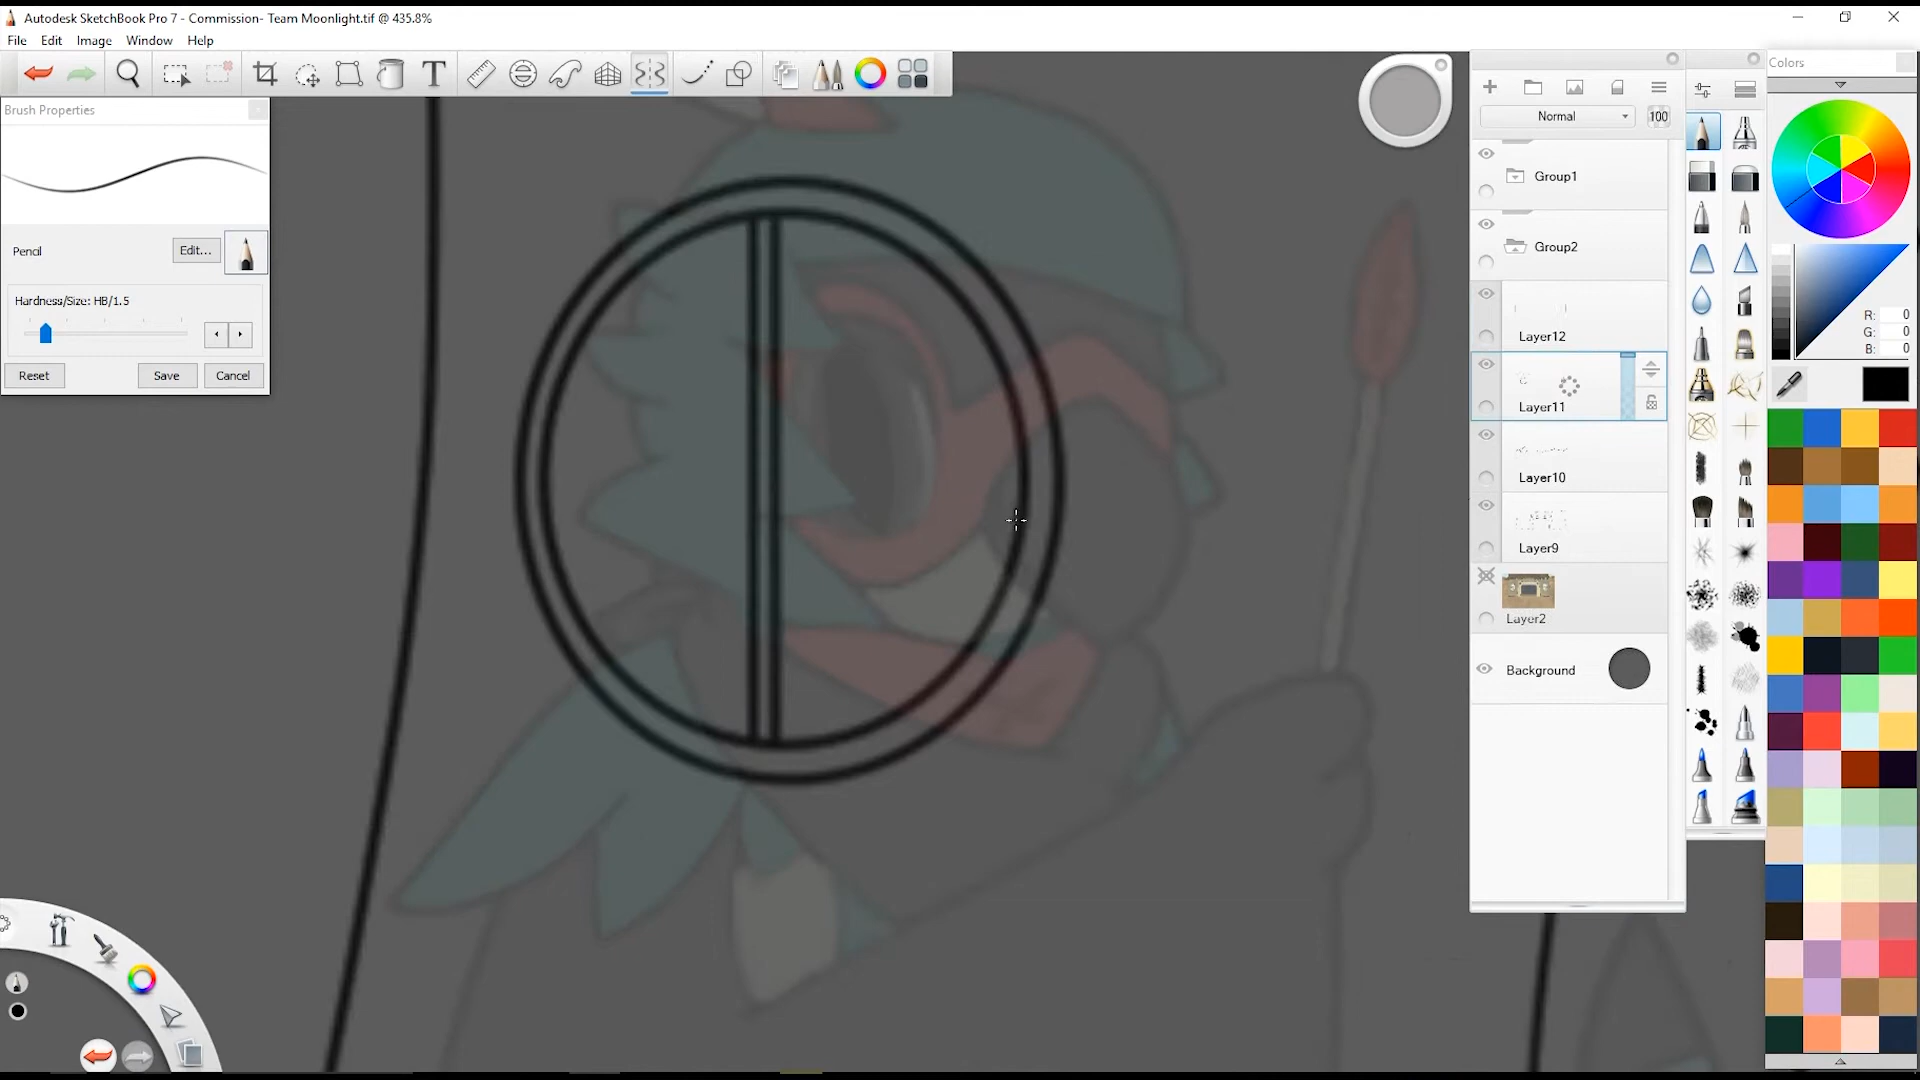 Autodesk SketchBook Pro 7 - Commission- Team Moonlight.tif @ 435.8%
File Edit Image Window Help
Brush Properties
Pencil
Edit...
Hardness/Size: HB/1.5
Reset Save Cancel
Normal 100
Group1
Group2
Layer12
Layer11
Layer10
Layer9
Layer2
Background
Colors
R: 0
G: 0
B: 0